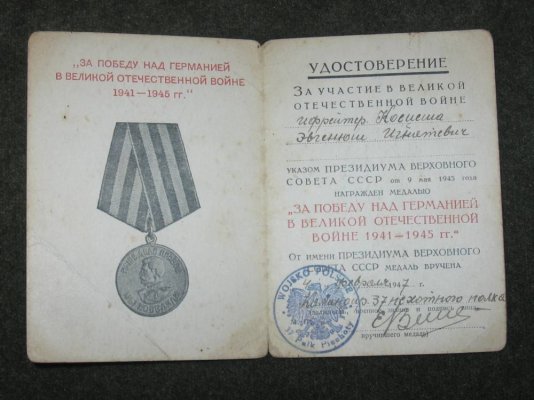 „ЗА ПОБЕДУ НАД ГЕРМАНИЕЙ
В ВЕЛИКОЙ ОТЕЧЕСТВЕННОЙ ВОЙНЕ
1941—1945 гг.“
УДОСТОВЕРЕНИЕ
ЗА УЧАСТИЕ В ВЕЛИКОЙ
ОТЕЧЕСТВЕННОЙ ВОЙНЕ
Ефрейтор
Игнатевич
УКАЗОМ ПРЕЗИДИУМА ВЕРХОВНОГО
СОВЕТА СССР от 9 мая 1945 года
НАГРАЖДЕН МЕДАЛЬЮ
„ЗА ПОБЕДУ НАД ГЕРМАНИЕЙ
В ВЕЛИКОЙ ОТЕЧЕСТВЕННОЙ
ВОЙНЕ 1941—1945 гг.“
От имени ПРЕЗИДИУМА ВЕРХОВНОГО
СОВЕТА СССР МЕДАЛЬ ВРУЧЕНА
февраля 1947
Командир 37 пехотного полка
вручившего медаль)
WOJSKO POLSKIE
37 Pułk Piechoty